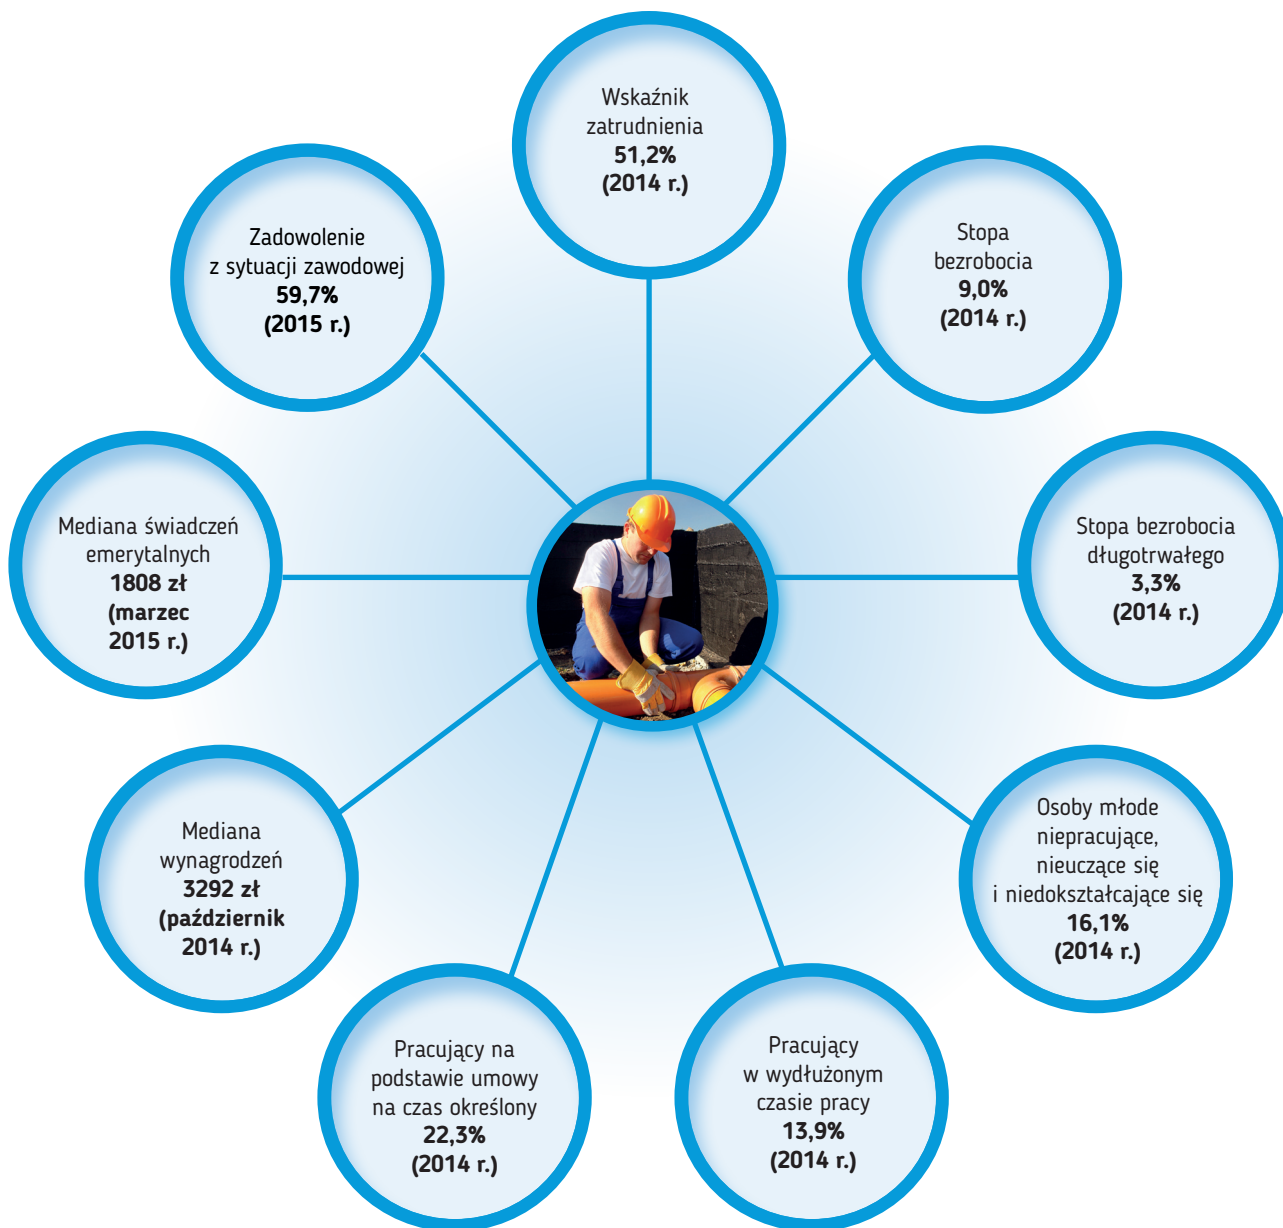 Wskaźnik
zatrudnienia
51,2%
(2014 r.)
Stopa
bezrobocia
9,0%
(2014 r.)
Stopa bezrobocia
długotrwałego
3,3%
(2014 r.)
Osoby młode
niepracujące,
nieuczące się
i niedokształcające się
16,1%
(2014 r.)
Pracujący
w wydłużonym
czasie pracy
13,9%
(2014 r.)
Pracujący na
podstawie umowy
na czas określony
22,3%
(2014 r.)
Mediana
wynagrodzeń
3292 zł
(październik
2014 r.)
Mediana świadczeń
emerytalnych
1808 zł
(marzec
2015 r.)
Zadowolenie
z sytuacji zawodowej
59,7%
(2015 r.)